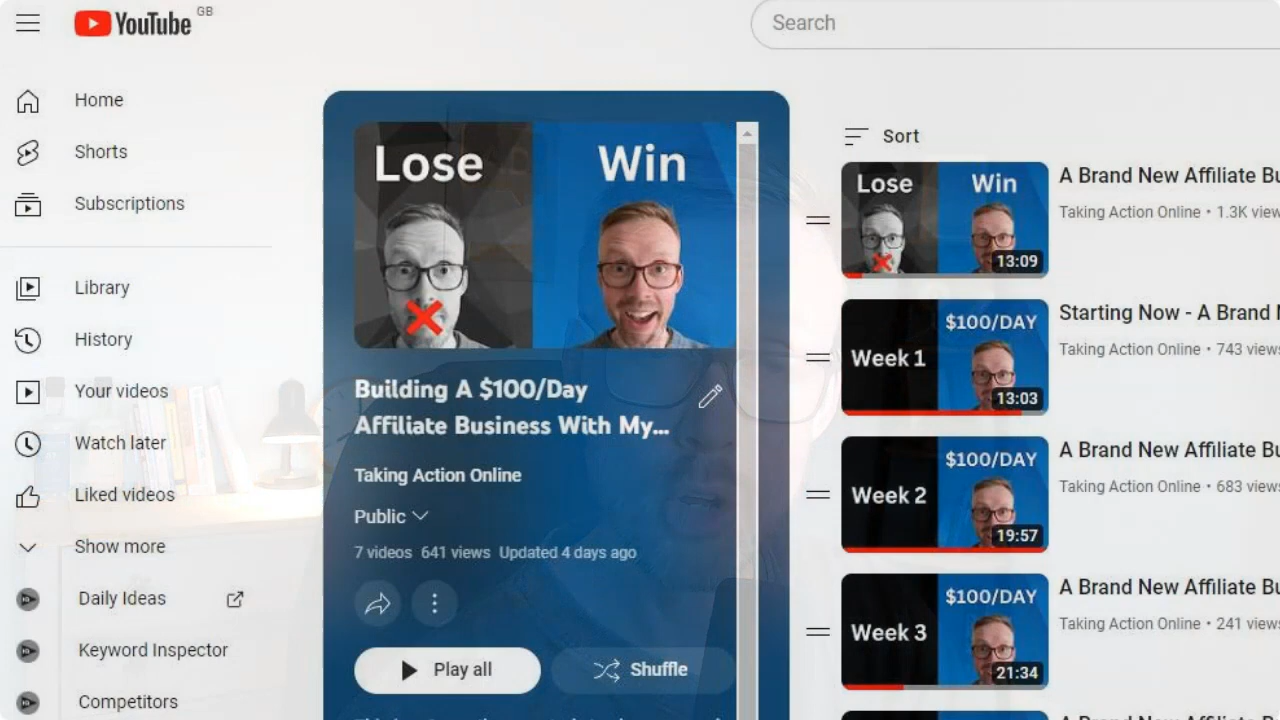 YouTube GB
Search
Home
Shorts
Subscriptions
Library
History
Your videos
Watch later
Liked videos
Show more
Daily Ideas
Keyword Inspector
Competitors
Lose Win
Building A $100/Day
Affiliate Business With My...
Taking Action Online
Public
7 videos 641 views Updated 4 days ago
Play all
Shuffle
Sort
Lose Win
13:09
A Brand New Affiliate
Taking Action Online • 1.3K
$100/DAY
Week 1
13:03
Starting Now - A Brand
Taking Action Online • 743 views
$100/DAY
Week 2
19:57
A Brand New Affiliate
Taking Action Online • 683 views
$100/DAY
Week 3
21:34
A Brand New Affiliate
Taking Action Online • 241 views